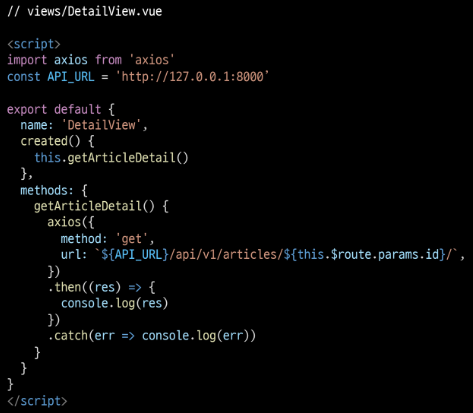 // views/DetailView.vue

<script>
import axios from 'axios'
const API_URL = 'http://127.0.0.1:8000'

export default {
  name: 'DetailView',
  created() {
    this.getArticleDetail()
  },
  methods: {
    getArticleDetail() {
      axios({
        method: 'get',
        url: `${API_URL}/api/v1/articles/${this.$route.params.id}/`,
      })
      .then((res) => {
        console.log(res)
      })
      .catch(err => console.log(err))
    }
  }
}
</script>